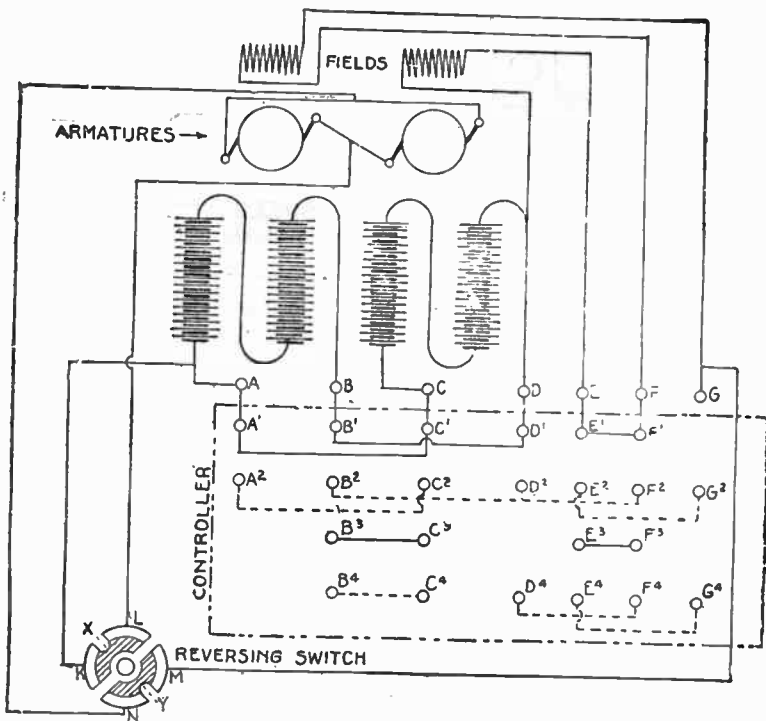 FIELDS
ARMATURES
A B C D E F G
A' B' C' D' E' F'
A² B² C² D² E² F² G²
B³ C³ E³ F³
B⁴ C⁴ D⁴ E⁴ F⁴ G⁴
CONTROLLER
X L
REVERSING SWITCH
K M
N Y